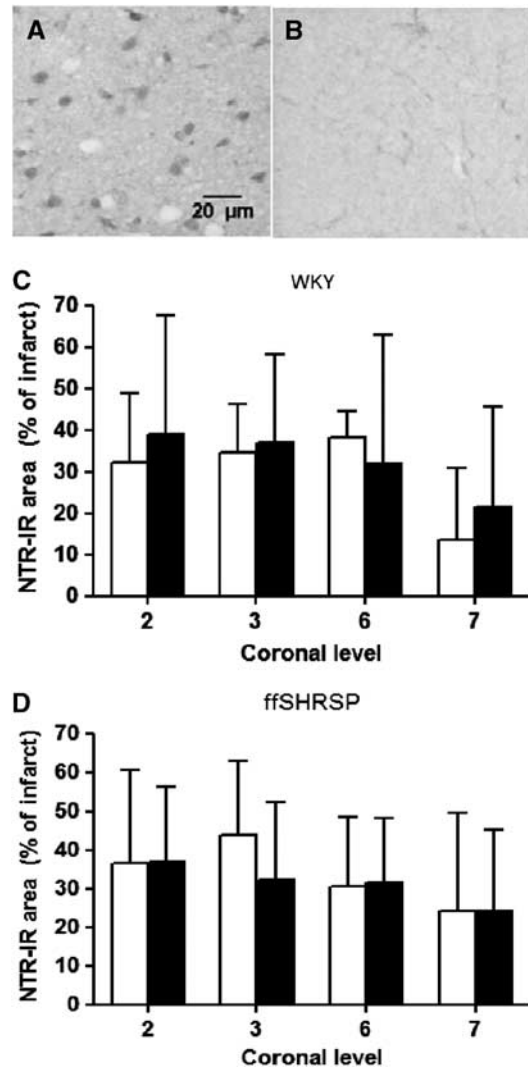 A
B
20 µm
C
WKY
NTR-IR area (% of infarct)
70
60
50
40
30
20
10
0
2 3 6 7
Coronal level
D
ffSHRSP
NTR-IR area (% of infarct)
70
60
50
40
30
20
10
0
2 3 6 7
Coronal level